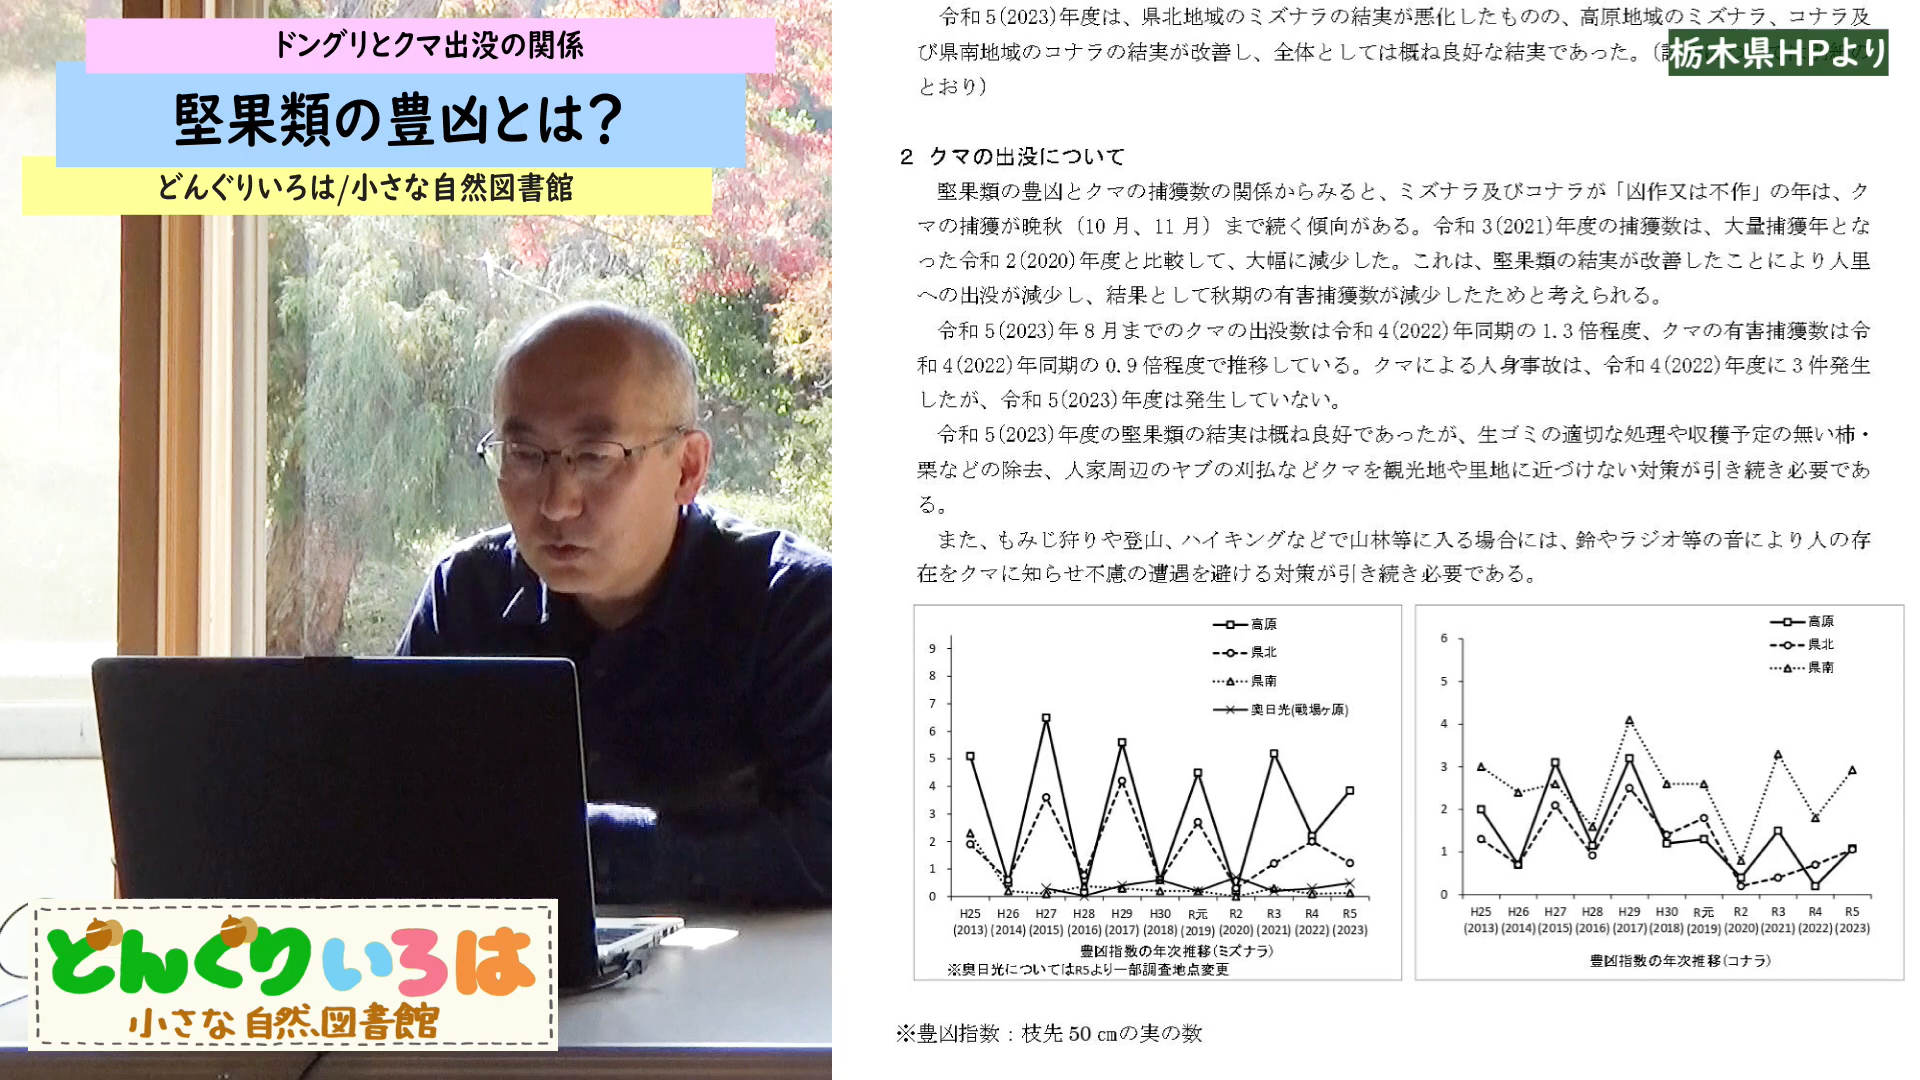 ドングリとクマ出没の関係
堅果類の豊凶とは?
どんぐりいろは/小さな自然図書館
どんぐりいろは
小さな自然図書館
令和5(2023)年度は、県北地域のミズナラの結実が悪化したものの、高原地域のミズナラ、コナラ及
び県南地域のコナラの結実が改善し、全体としては概ね良好な結実であった。(
とおり)
栃木県HPより
2 クマの出没について
堅果類の豊凶とクマの捕獲数の関係からみると、ミズナラ及びコナラが「凶作又は不作」の年は、ク
マの捕獲が晩秋（10 月、11 月）まで続く傾向がある。令和 3(2021)年度の捕獲数は、大量捕獲年とな
った令和 2(2020)年度と比較して、大幅に減少した。これは、堅果類の結実が改善したことにより人里
への出没が減少し、結果として秋期の有害捕獲数が減少したためと考えられる。
令和 5(2023)年 8 月までのクマの出没数は令和 4(2022)年同期の 1.3 倍程度、クマの有害捕獲数は令
和 4(2022)年同期の 0.9 倍程度で推移している。クマによる人身事故は、令和 4(2022)年度に 3 件発生
したが、令和 5(2023)年度は発生していない。
令和 5(2023)年度の堅果類の結実は概ね良好であったが、生ゴミの適切な処理や収穫予定の無い柿・
栗などの除去、人家周辺のヤブの刈払などクマを観光地や里地に近づけない対策が引き続き必要であ
る。
また、もみじ狩りや登山、ハイキングなどで山林等に入る場合には、鈴やラジオ等の音により人の存
在をクマに知らせ不慮の遭遇を避ける対策が引き続き必要である。
高原
県北
県南
奥日光(戦場ヶ原)
9
8
7
6
5
4
3
2
1
0
H25 H26 H27 H28 H29 H30 R元 R2 R3 R4 R5
(2013) (2014) (2015) (2016) (2017) (2018) (2019) (2020) (2021) (2022) (2023)
豊凶指数の年次推移(ミズナラ)
※奥日光についてはR5より一部調査地点変更
高原
県北
県南
6
5
4
3
2
1
0
H25 H26 H27 H28 H29 H30 R元 R2 R3 R4 R5
(2013) (2014) (2015) (2016) (2017) (2018) (2019) (2020) (2021) (2022) (2023)
豊凶指数の年次推移(コナラ)
※豊凶指数：枝先 50 ㎝の実の数